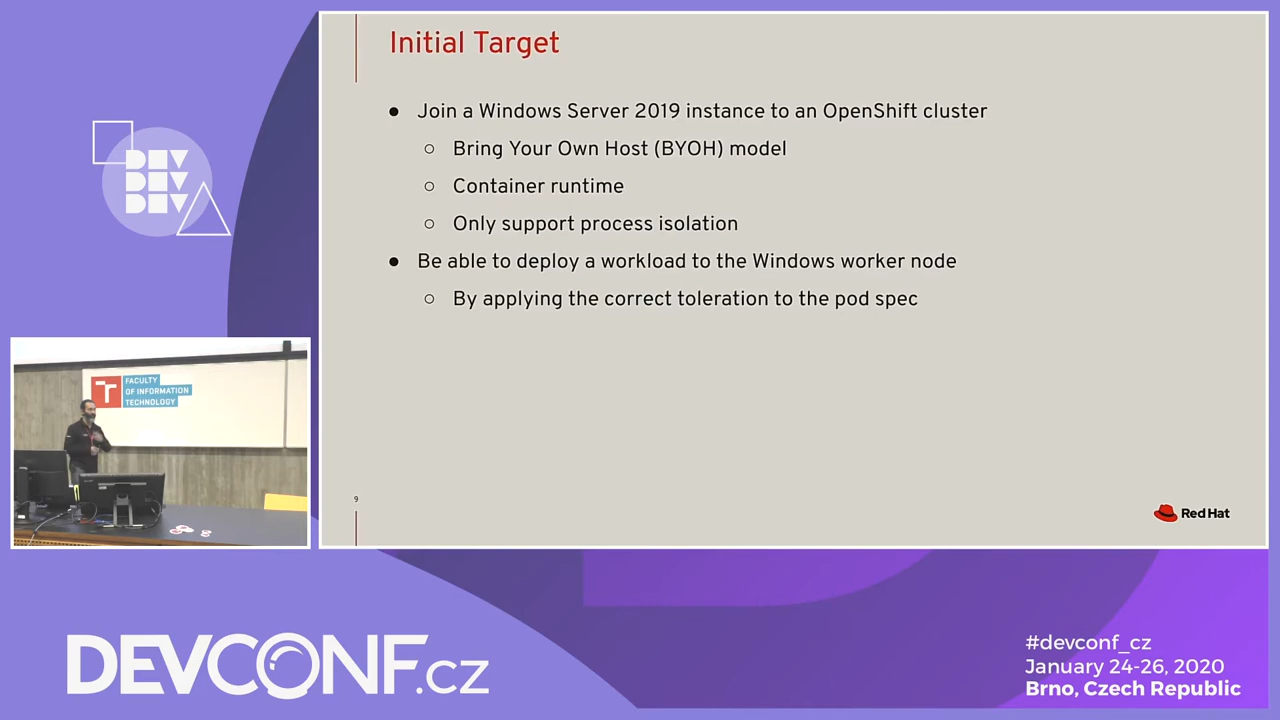 Initial Target
● Join a Windows Server 2019 instance to an OpenShift cluster
○ Bring Your Own Host (BYOH) model
○ Container runtime
○ Only support process isolation
● Be able to deploy a workload to the Windows worker node
○ By applying the correct toleration to the pod spec
9
Red Hat
DEV
DEV
DEV
T
FACULTY
OF INFORMATION
TECHNOLOGY
DEVCONF.cz
#devconf_cz
January 24-26, 2020
Brno, Czech Republic